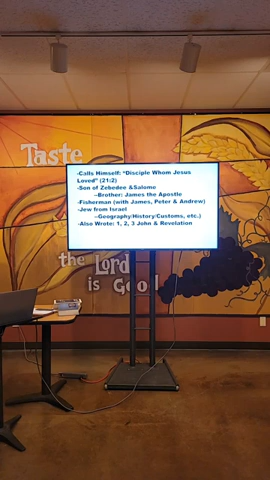 Taste
-Calls Himself: "Disciple Whom Jesus
Loved" (21:2)
-Son of Zebedee &Salome
-Brother: James the Apostle
-Fisherman (with James, Peter & Andrew)
-Jew from Israel
-Geography/History/Customs, etc.)
-Also Wrote: 1, 2, 3 John & Revelation
the Lord
is Good